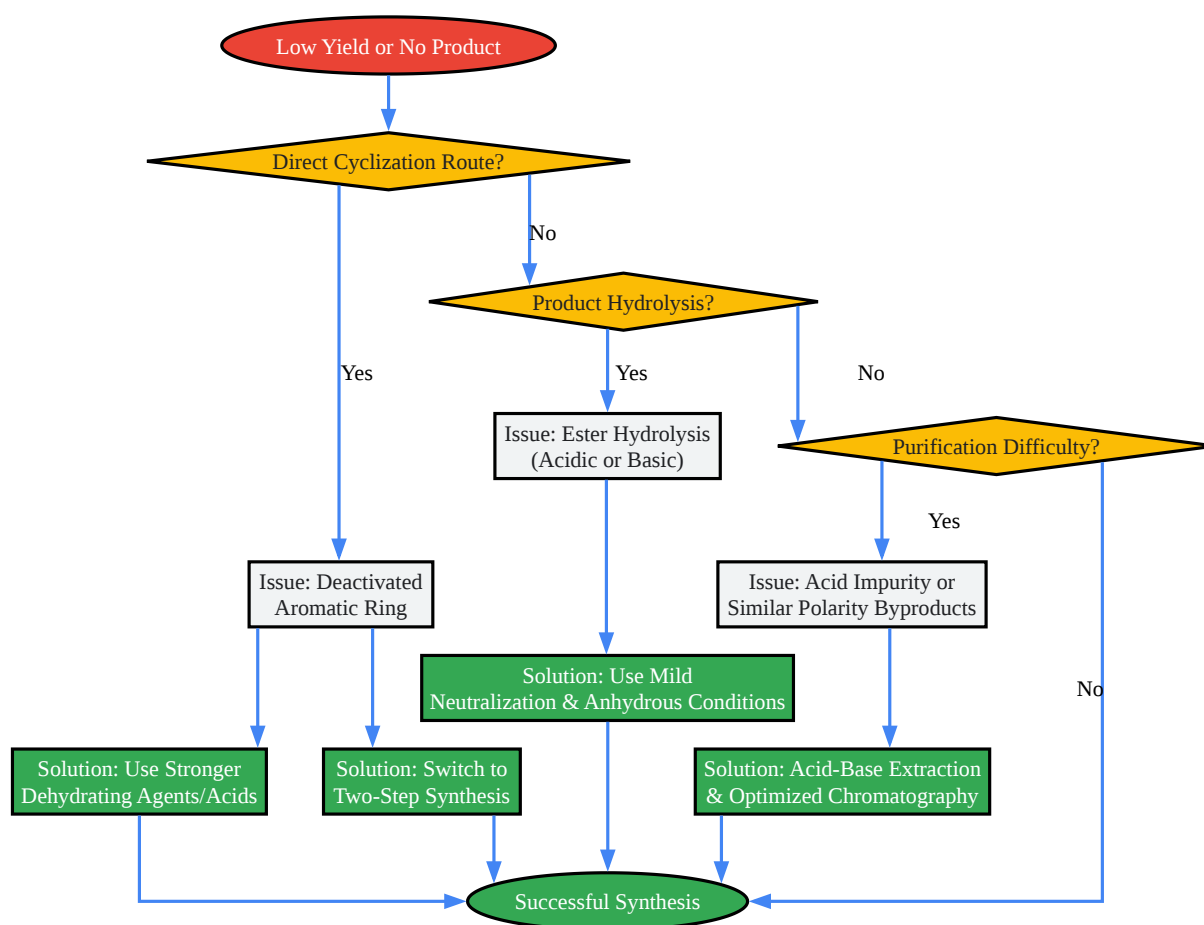 Low Yield or No Product
Direct Cyclization Route?
No
Product Hydrolysis?
Yes
Yes
No
Issue: Ester Hydrolysis
(Acidic or Basic)
Purification Difficulty?
Yes
Issue: Deactivated
Aromatic Ring
Issue: Acid Impurity or
Similar Polarity Byproducts
Solution: Use Mild
Neutralization & Anhydrous Conditions
No
Solution: Use Stronger
Dehydrating Agents/Acids
Solution: Switch to
Two-Step Synthesis
Solution: Acid-Base Extraction
& Optimized Chromatography
Successful Synthesis